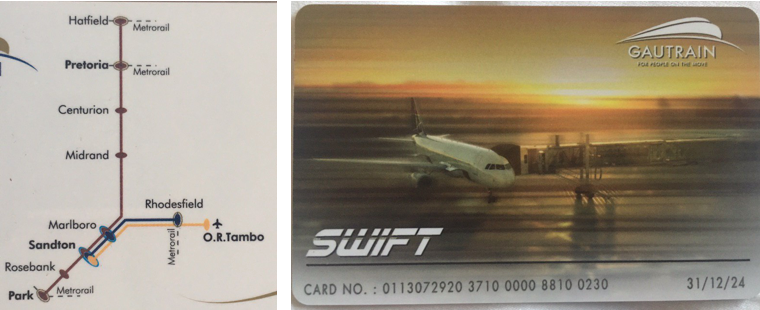 Hatfield
Metrorail
Pretoria
Metrorail
Centurion
Midrand
Rhodesfield
Marlboro
O.R.Tambo
Sandton
Metrorail
Rosebank
Park
Metrorail
GAUTRAIN
FOR PEOPLE ON THE MOVE
SWIFT
CARD NO. : 0113072920 3710 0000 8810 0230 31/12/24